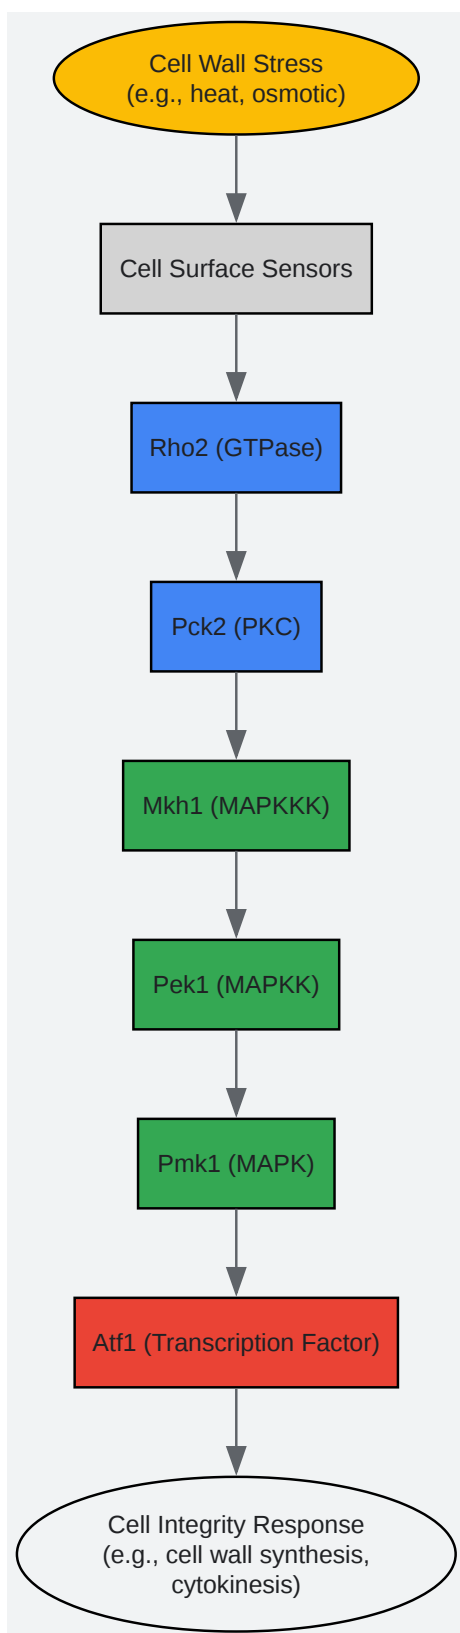 Cell Wall Stress
(e.g., heat, osmotic)
Cell Surface Sensors
Rho2 (GTPase)
Pck2 (PKC)
Mkh1 (MAPKKK)
Pek1 (MAPKK)
Pmk1 (MAPK)
Atf1 (Transcription Factor)
Cell Integrity Response
(e.g., cell wall synthesis,
cytokinesis)